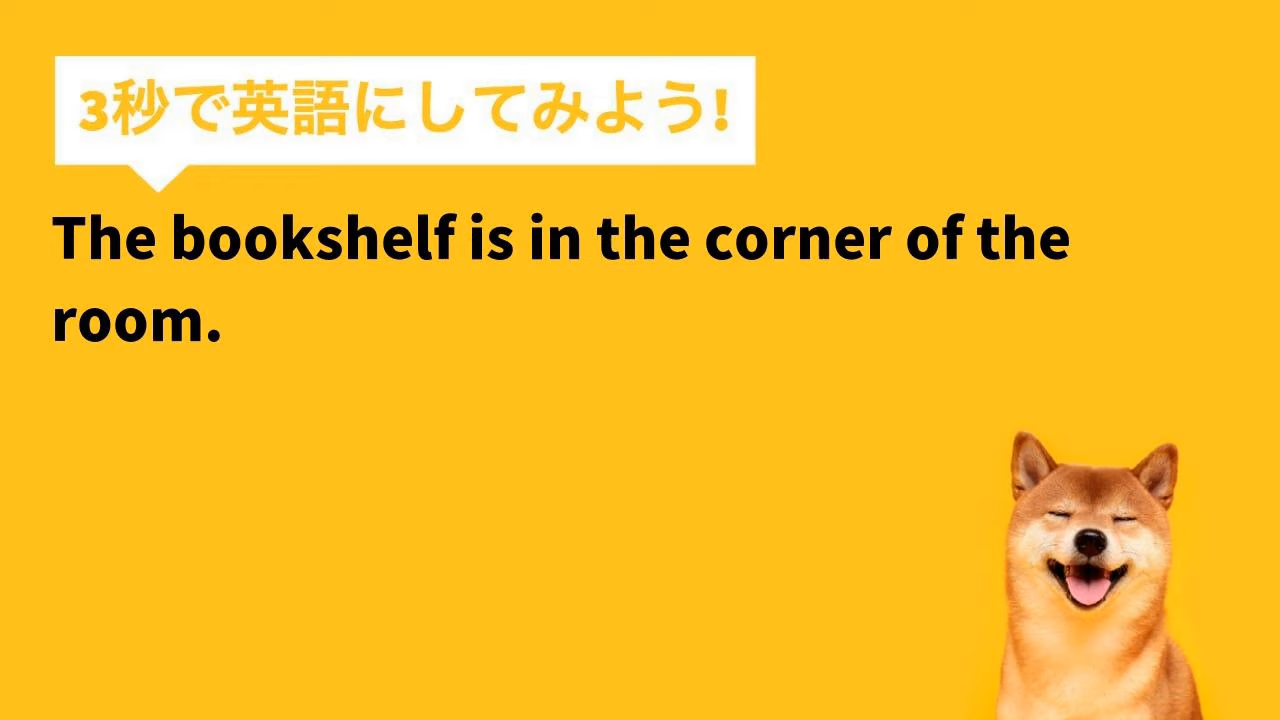 3秒で英語にしてみよう!
The bookshelf is in the corner of the
room.